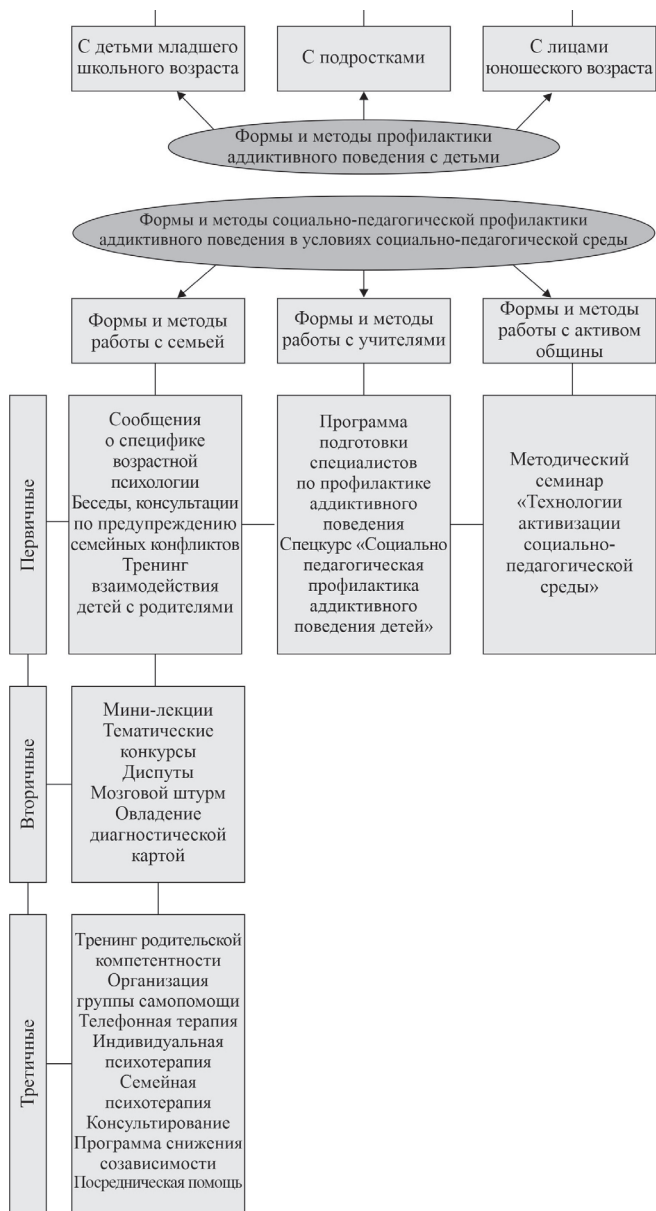 С детьми младшего
школьного возраста
С подростками
С лицами
юношеского возраста
Формы и методы профилактики
аддиктивного поведения с детьми
Формы и методы социально-педагогической профилактики
аддиктивного поведения в условиях социально-педагогической среды
Формы и методы
работы с семьей
Формы и методы
работы с учителями
Формы и методы
работы с активом
общины
Первичные
Сообщения
о специфике
возрастной
психологии
Беседы, консультации
по предупреждению
семейных конфликтов
Тренинг
взаимодействия
детей с родителями
Программа
подготовки
специалистов
по профилактике
аддиктивного
поведения
Спецкурс «Социально
педагогическая
профилактика
аддиктивного
поведения детей»
Методический
семинар
«Технологии
активизации
социально-
педагогической
среды»
Вторичные
Мини-лекции
Тематические
конкурсы
Диспуты
Мозговой штурм
Овладение
диагностической
картой
Третичные
Тренинг родительской
компетентности
Организация
группы самопомощи
Телефонная терапия
Индивидуальная
психотерапия
Семейная
психотерапия
Консультирование
Программа снижения
созависимости
Посредническая помощь